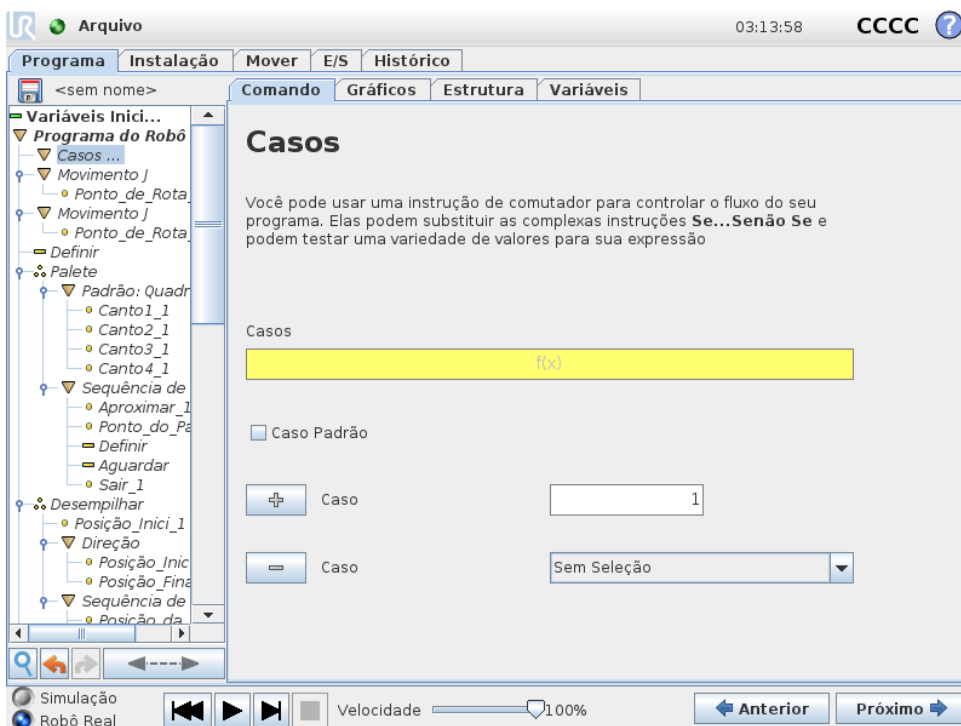 Arquivo
03:13:58
CCCC
?
Programa
Instalação
Mover
E/S
Histórico
<sem nome>
Comando
Gráficos
Estrutura
Variáveis
Variáveis Inici...
Programa do Robô
Casos ...
Movimento J
Ponto_de_Rota_
Movimento J
Ponto_de_Rota_
Definir
Palete
Padrão: Quadr
Canto1_1
Canto2_1
Canto3_1
Canto4_1
Sequência de
Aproximar_1
Ponto_do_Pa
Definir
Aguardar
Sair_1
Desempilhar
Posição_Inici_1
Direção
Posição_Inic
Posição_Fina
Sequência de
Posição_da_
Casos
Você pode usar uma instrução de comutador para controlar o fluxo do seu
programa. Elas podem substituir as complexas instruções Se...Senão Se e
podem testar uma variedade de valores para sua expressão
Casos
f(x)
Caso Padrão
Caso
1
Caso
Sem Seleção
Simulação
Robô Real
Velocidade
100%
Anterior
Próximo